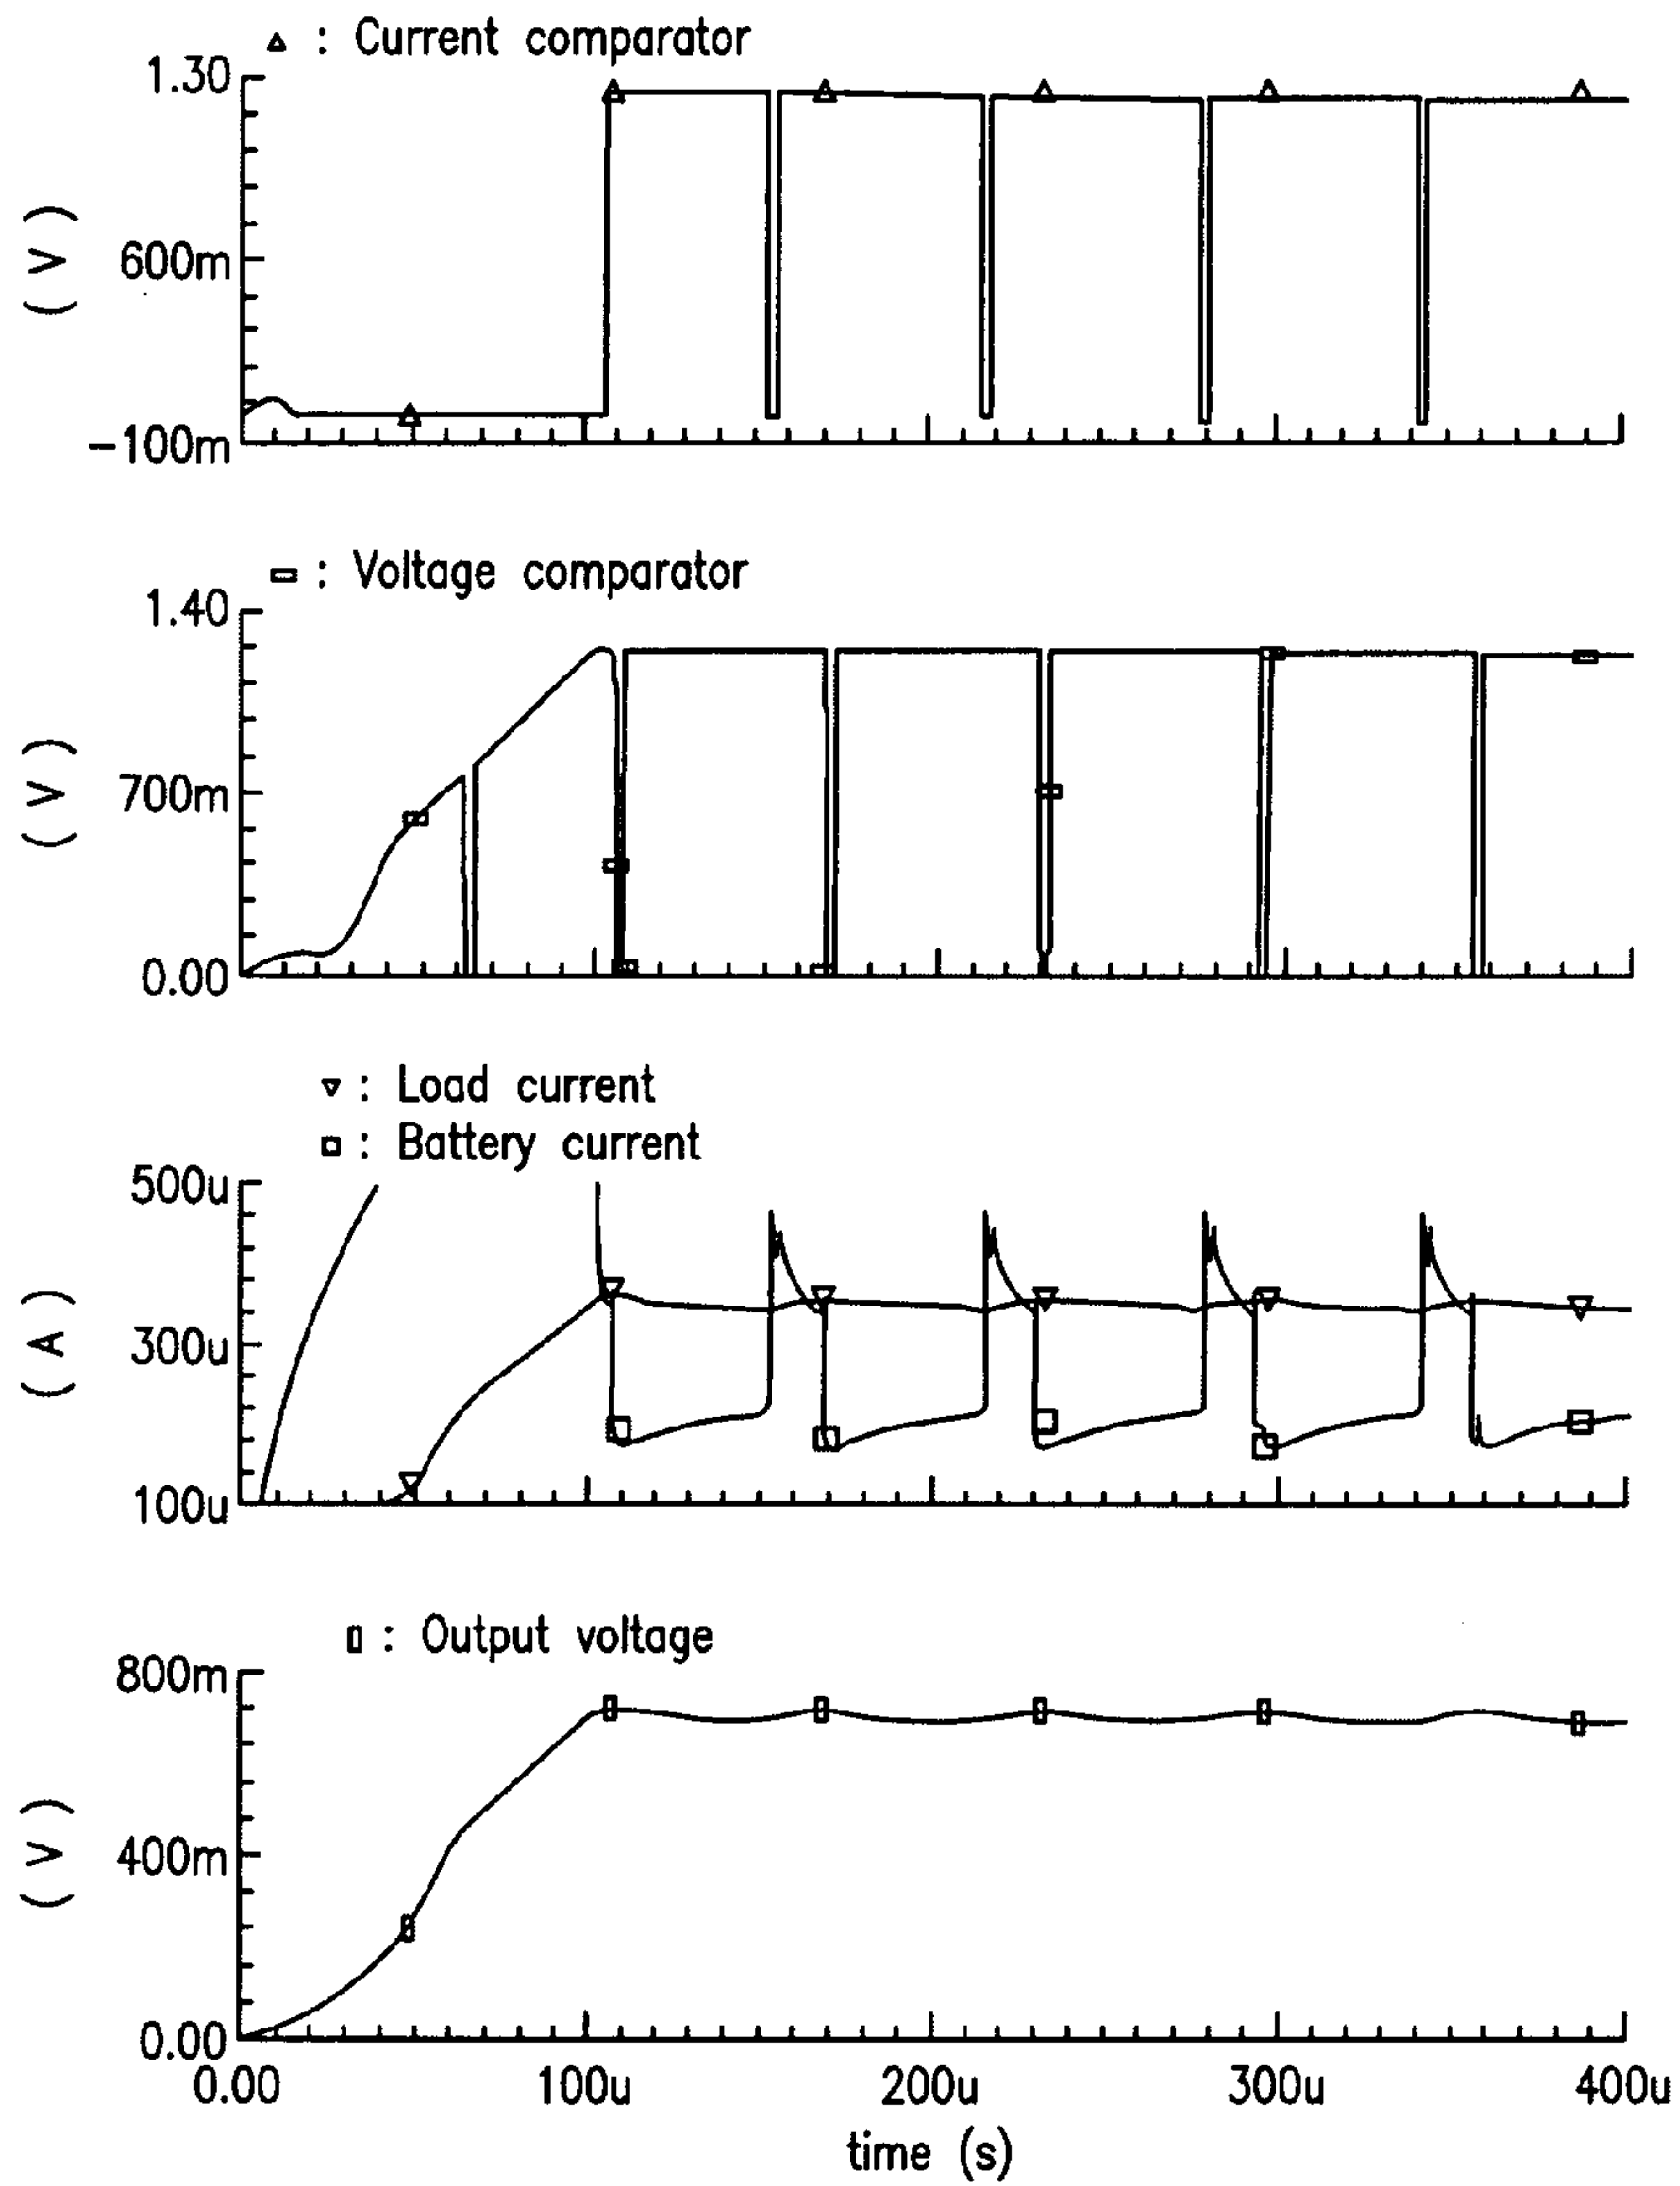 △ : Current comparator
1.30
600m
−100m
( V )
▭ : Voltage comparator
1.40
700m
0.00
( V )
▽ : Load current
□ : Battery current
500u
300u
100u
( A )
▯ : Output voltage
800m
400m
0.00
( V )
0.00 100u 200u 300u 400u
time (s)